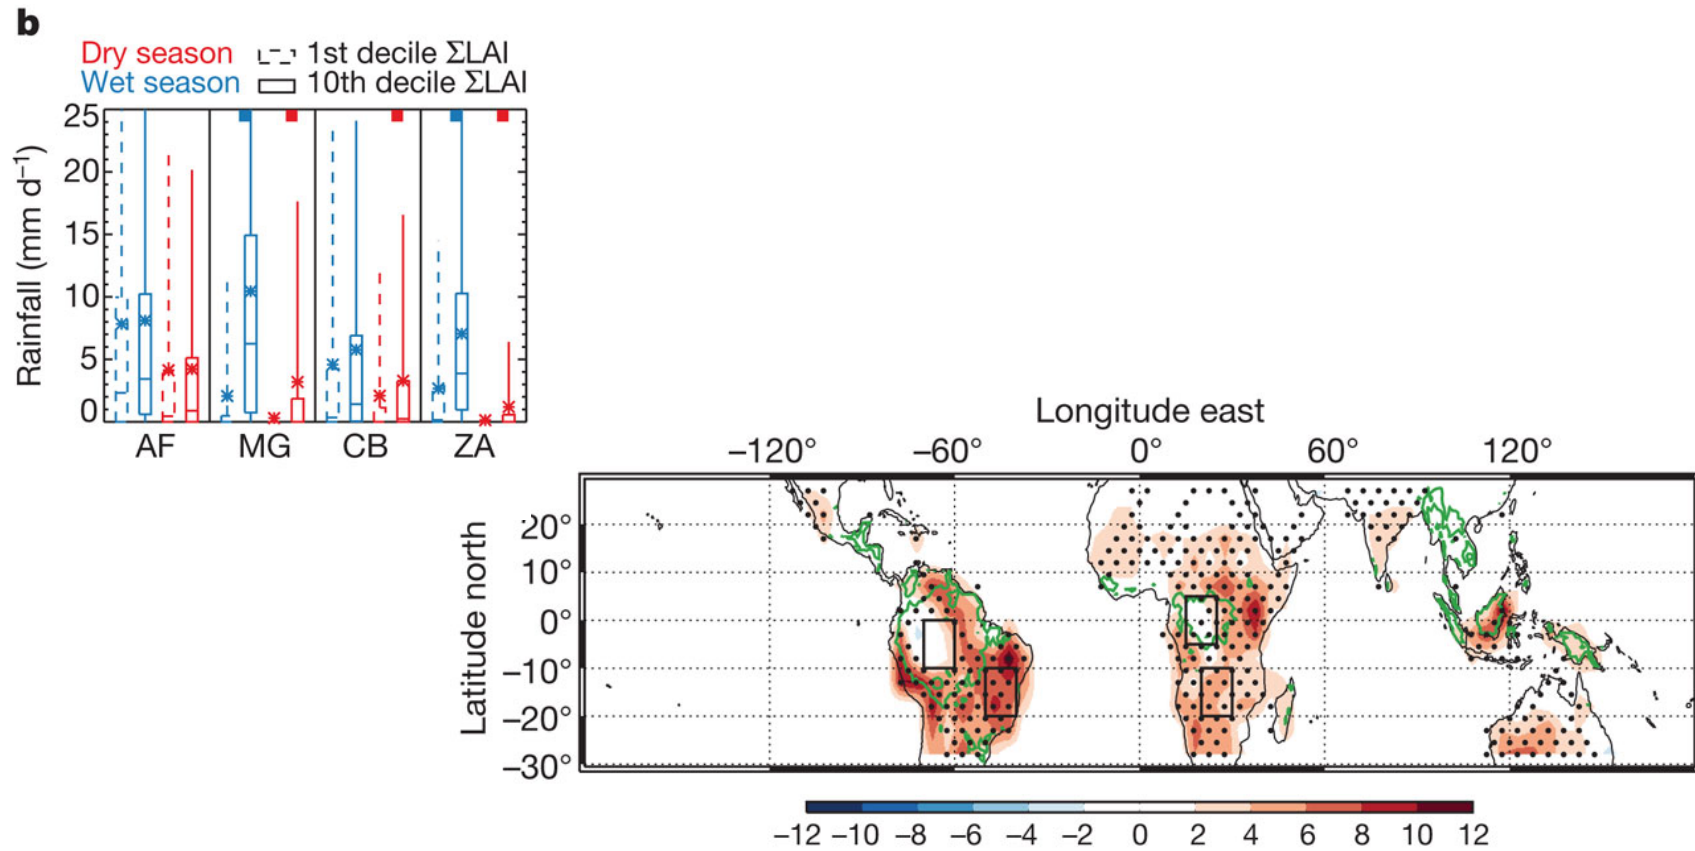 b
Dry season 1st decile ΣLAI
Wet season 10th decile ΣLAI
25
20
15
10
5
0
Rainfall (mm d⁻¹)
AF MG CB ZA
Longitude east
−120° −60° 0° 60° 120°
20°
10°
0°
−10°
−20°
−30°
Latitude north
−12 −10 −8 −6 −4 −2 0 2 4 6 8 10 12